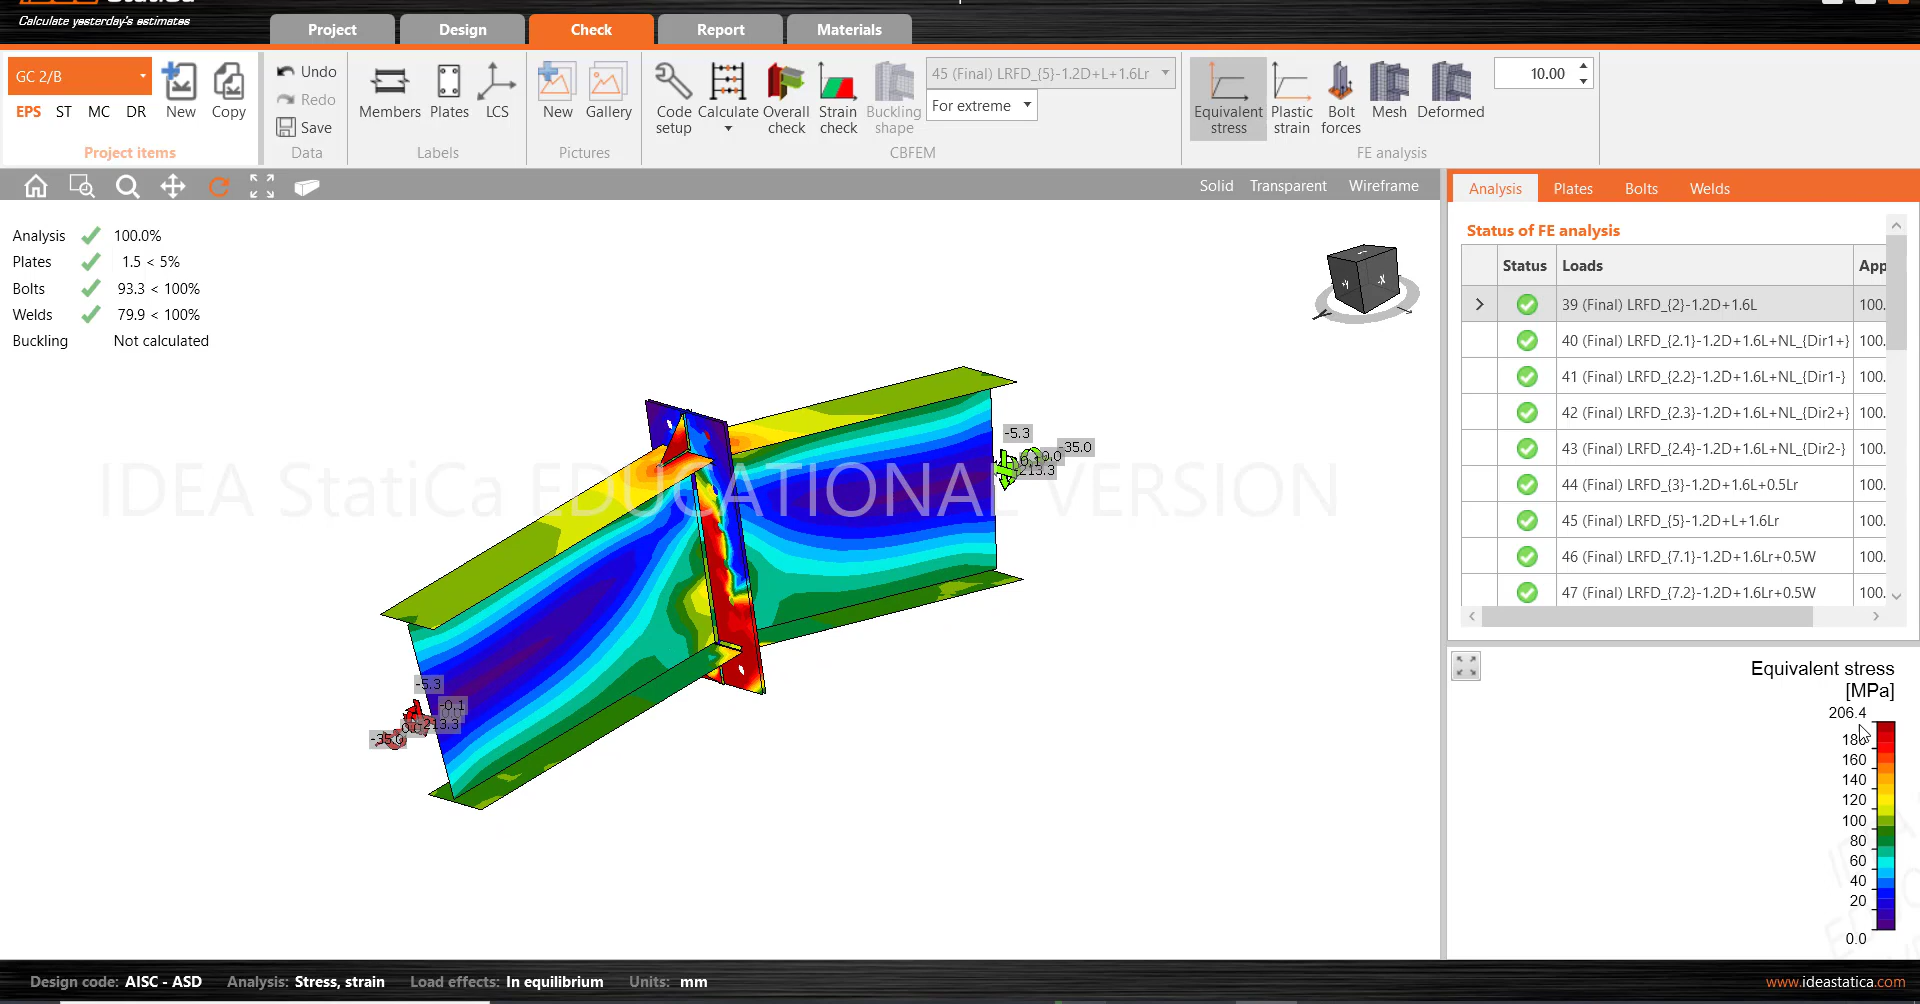 Calculate yesterday's estimates
Project
Design
Check
Report
Materials
GC 2/B
EPS ST MC DR
New
Copy
Project items
Undo
Redo
Save
Data
Members
Plates
LCS
Labels
New
Gallery
Pictures
Code setup
Calculate
Overall check
Strain check
Buckling shape
45 (Final) LRFD_{5}-1.2D+L+1.6Lr
For extreme
CBFEM
Equivalent stress
Plastic strain
Bolt forces
Mesh
Deformed
FE analysis
10.00
Solid
Transparent
Wireframe
Analysis 100.0%
Plates 1.5 < 5%
Bolts 93.3 < 100%
Welds 79.9 < 100%
Buckling Not calculated
-Y
-X
IDEA StatiCa EDUCATIONAL VERSION
-5.3
-35.0
-213.3
-5.3
-0.1
-213.3
-35.0
Analysis
Plates
Bolts
Welds
Status of FE analysis
Status Loads App
39 (Final) LRFD_{2}-1.2D+1.6L 100.
40 (Final) LRFD_{2.1}-1.2D+1.6L+NL_{Dir1+} 100.
41 (Final) LRFD_{2.2}-1.2D+1.6L+NL_{Dir1-} 100.
42 (Final) LRFD_{2.3}-1.2D+1.6L+NL_{Dir2+} 100.
43 (Final) LRFD_{2.4}-1.2D+1.6L+NL_{Dir2-} 100.
44 (Final) LRFD_{3}-1.2D+1.6L+0.5Lr 100.
45 (Final) LRFD_{5}-1.2D+L+1.6Lr 100.
46 (Final) LRFD_{7.1}-1.2D+1.6Lr+0.5W 100.
47 (Final) LRFD_{7.2}-1.2D+1.6Lr+0.5W 100.
Equivalent stress
[MPa]
206.4
160
140
120
100
80
60
40
20
0.0
Design code: AISC - ASD Analysis: Stress, strain Load effects: In equilibrium Units: mm
www.ideastatica.com